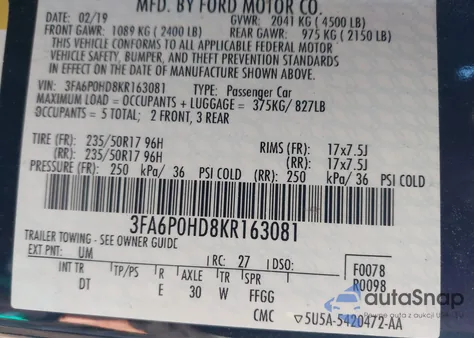 MFD. BY FORD MOTOR CO.
DATE: 02/19 GVWR: 2041 KG ( 4500 LB)
FRONT GAWR: 1089 KG ( 2400 LB) REAR GAWR: 975 KG ( 2150 LB)
THIS VEHICLE CONFORMS TO ALL APPLICABLE FEDERAL MOTOR
VEHICLE SAFETY, BUMPER, AND THEFT PREVENTION STANDARDS
IN EFFECT ON THE DATE OF MANUFACTURE SHOWN ABOVE.
VIN: 3FA6P0HD8KR163081 TYPE: Passenger Car
MAXIMUM LOAD = OCCUPANTS + LUGGAGE = 375KG/ 827LB
OCCUPANTS = 5 TOTAL; 2 FRONT, 3 REAR
TIRE (FR): 235/50R17 96H RIMS (FR): 17x7.5J
(RR): 235/50R17 96H (RR): 17x7.5J
PRESSURE (FR): 250 kPa/ 36 PSI COLD (RR): 250 kPa/ 36 PSI COLD
3FA6P0HD8KR163081
TRAILER TOWING - SEE OWNER GUIDE
EXT PNT: UM RC: 27 DSO: F0078
INT TR TP/PS R AXLE TR SPR R0098
DT E 30 W FFGG
autoSnap
CMC ▽5U5A-5420472-AA